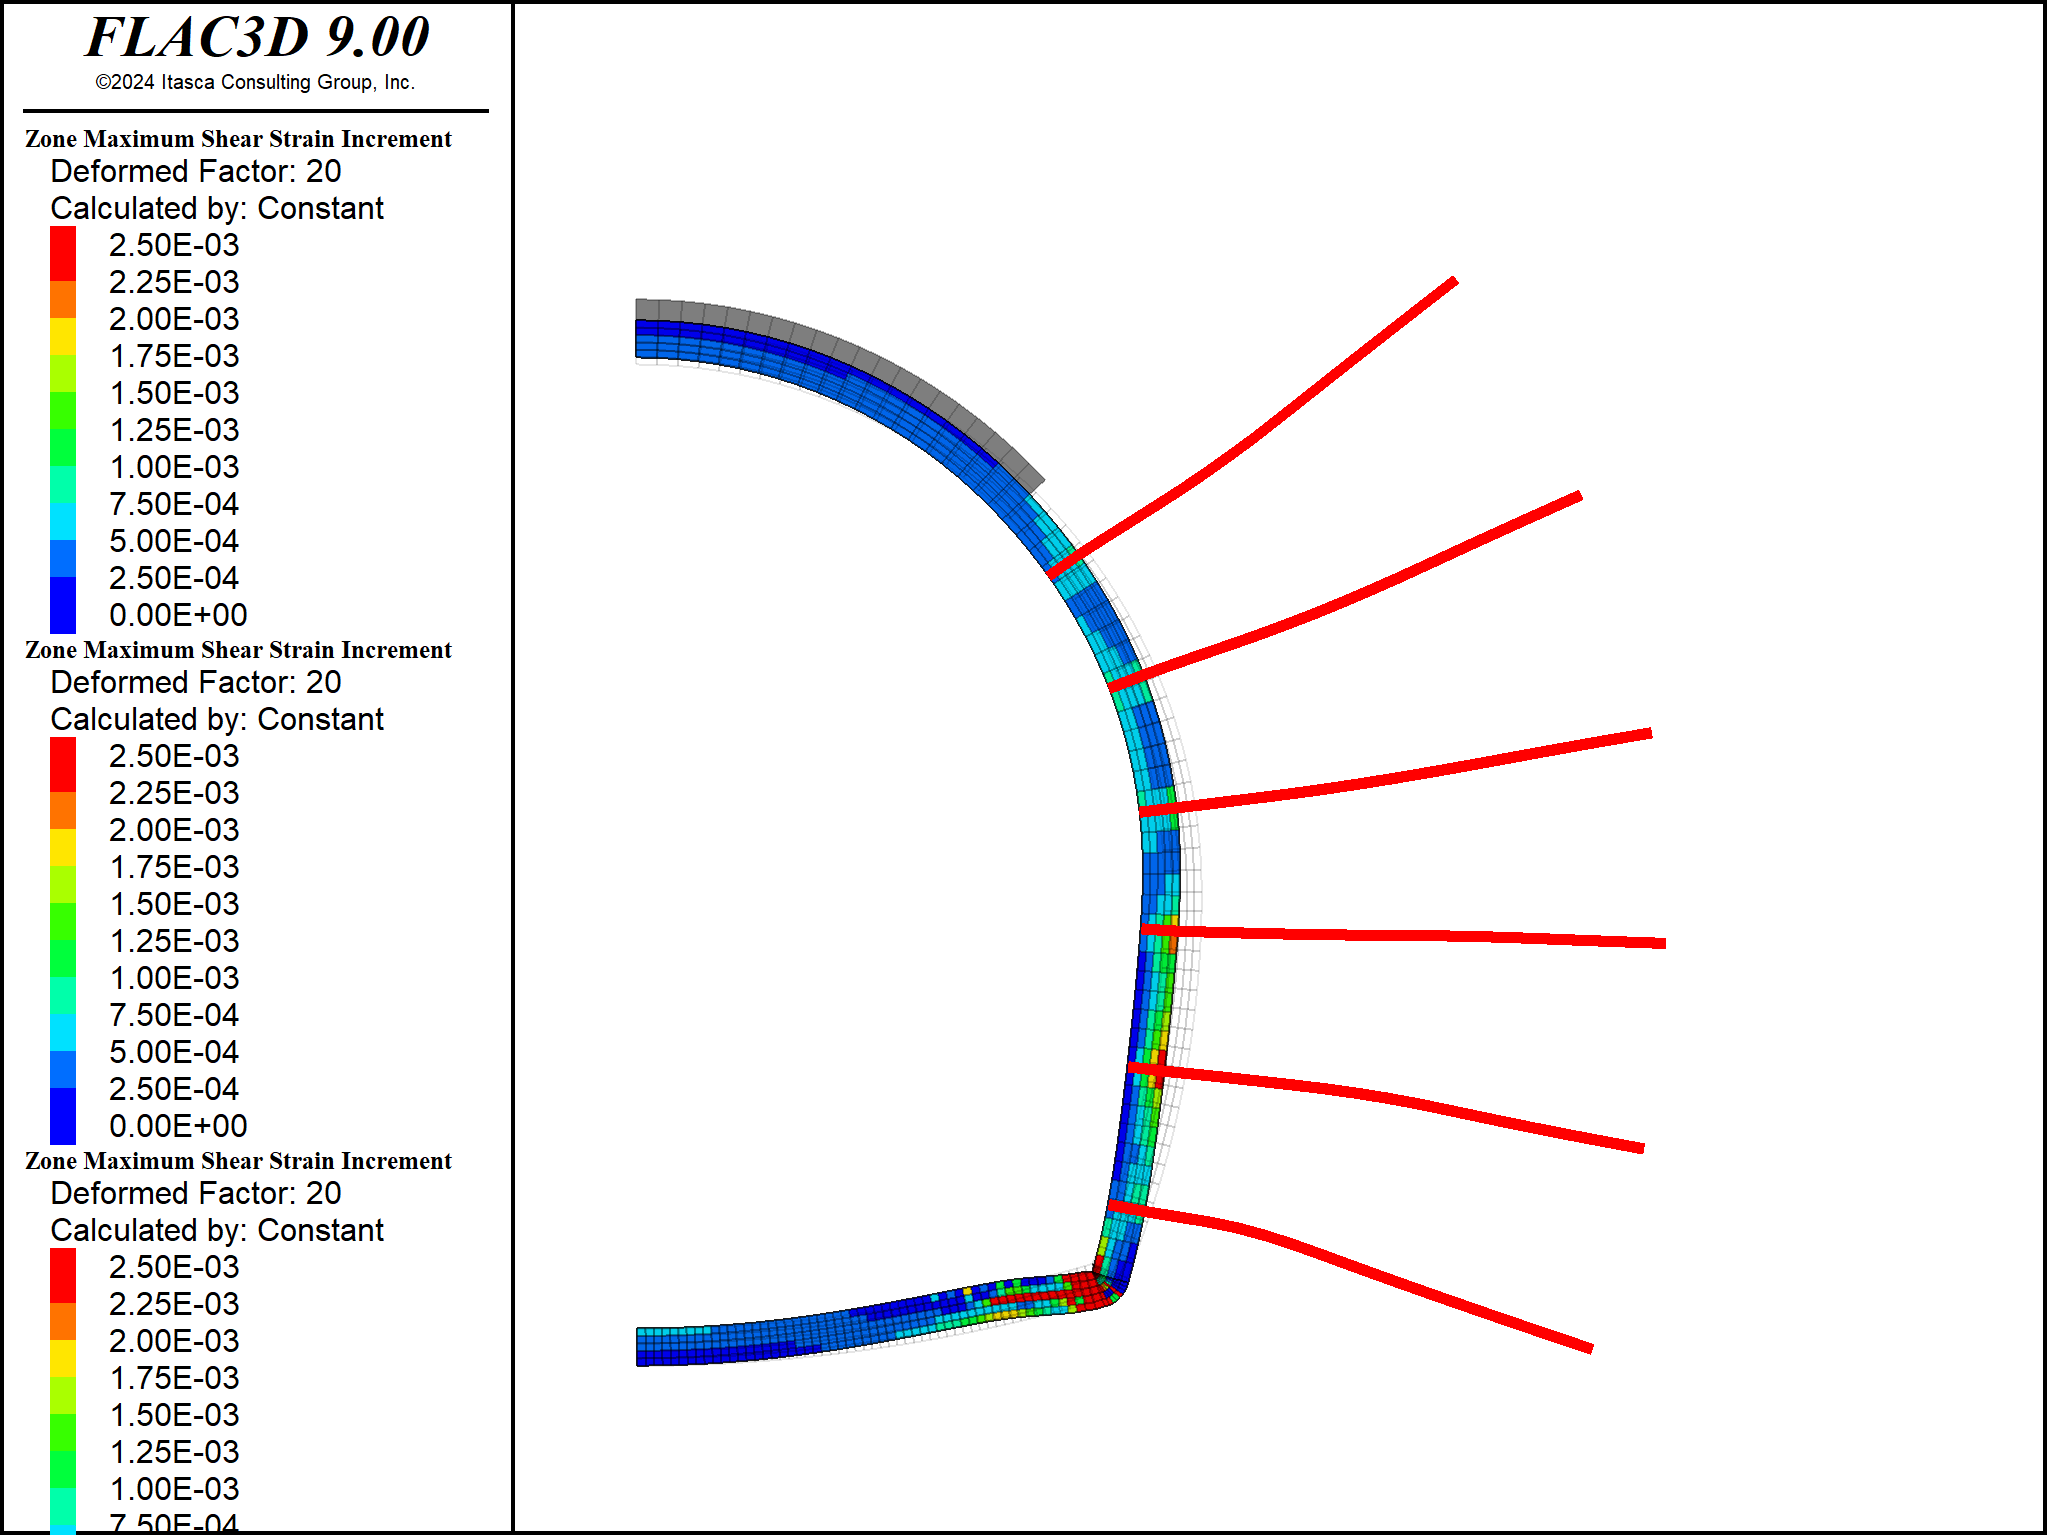 FLAC3D 9.00
©2024 Itasca Consulting Group, Inc.
Zone Maximum Shear Strain Increment
Deformed Factor: 20
Calculated by: Constant
2.50E-03
2.25E-03
2.00E-03
1.75E-03
1.50E-03
1.25E-03
1.00E-03
7.50E-04
5.00E-04
2.50E-04
0.00E+00
Zone Maximum Shear Strain Increment
Deformed Factor: 20
Calculated by: Constant
2.50E-03
2.25E-03
2.00E-03
1.75E-03
1.50E-03
1.25E-03
1.00E-03
7.50E-04
5.00E-04
2.50E-04
0.00E+00
Zone Maximum Shear Strain Increment
Deformed Factor: 20
Calculated by: Constant
2.50E-03
2.25E-03
2.00E-03
1.75E-03
1.50E-03
1.25E-03
1.00E-03
7.50E-04